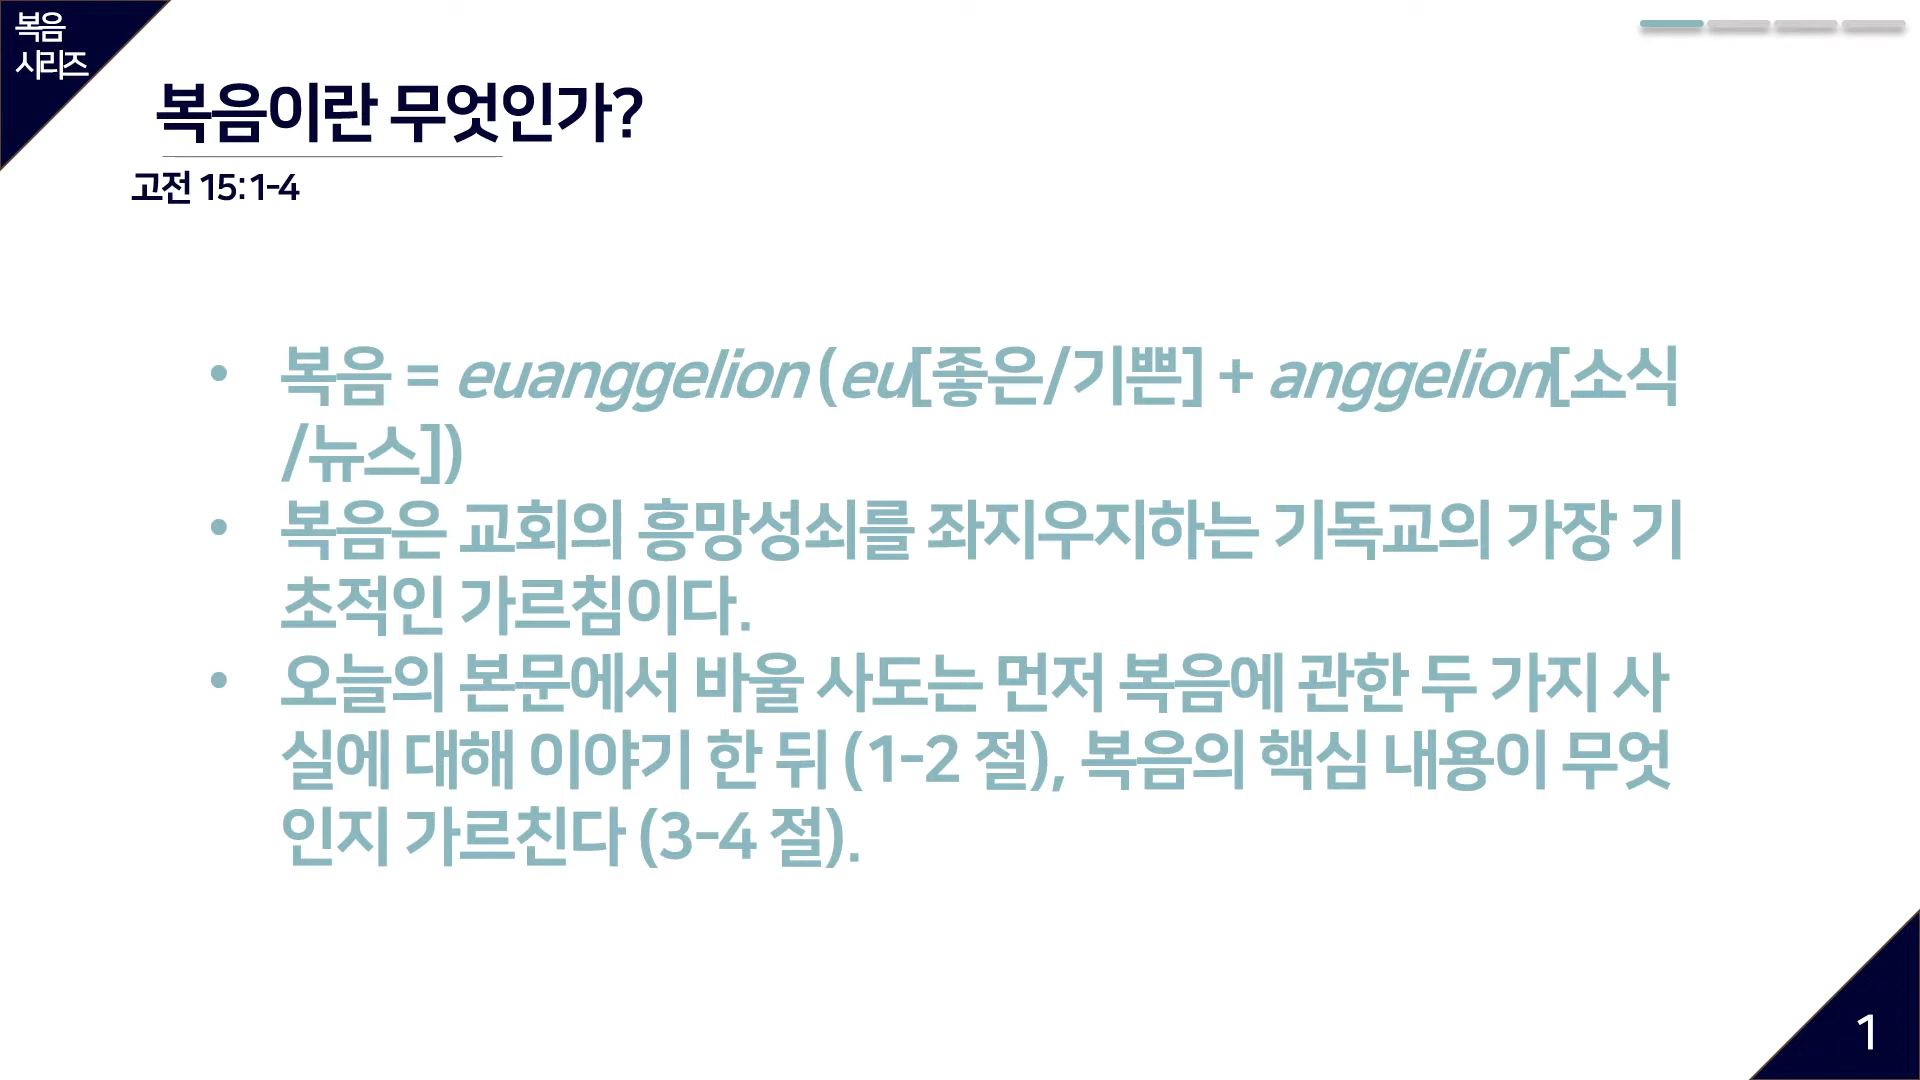 복음
시리즈
복음이란 무엇인가?
고전 15:1-4
• 복음 = euanggelion (eu[좋은/기쁜] + anggelion[소식
/뉴스])
• 복음은 교회의 흥망성쇠를 좌지우지하는 기독교의 가장 기
초적인 가르침이다.
• 오늘의 본문에서 바울 사도는 먼저 복음에 관한 두 가지 사
실에 대해 이야기 한 뒤 (1-2 절), 복음의 핵심 내용이 무엇
인지 가르친다 (3-4 절).
1